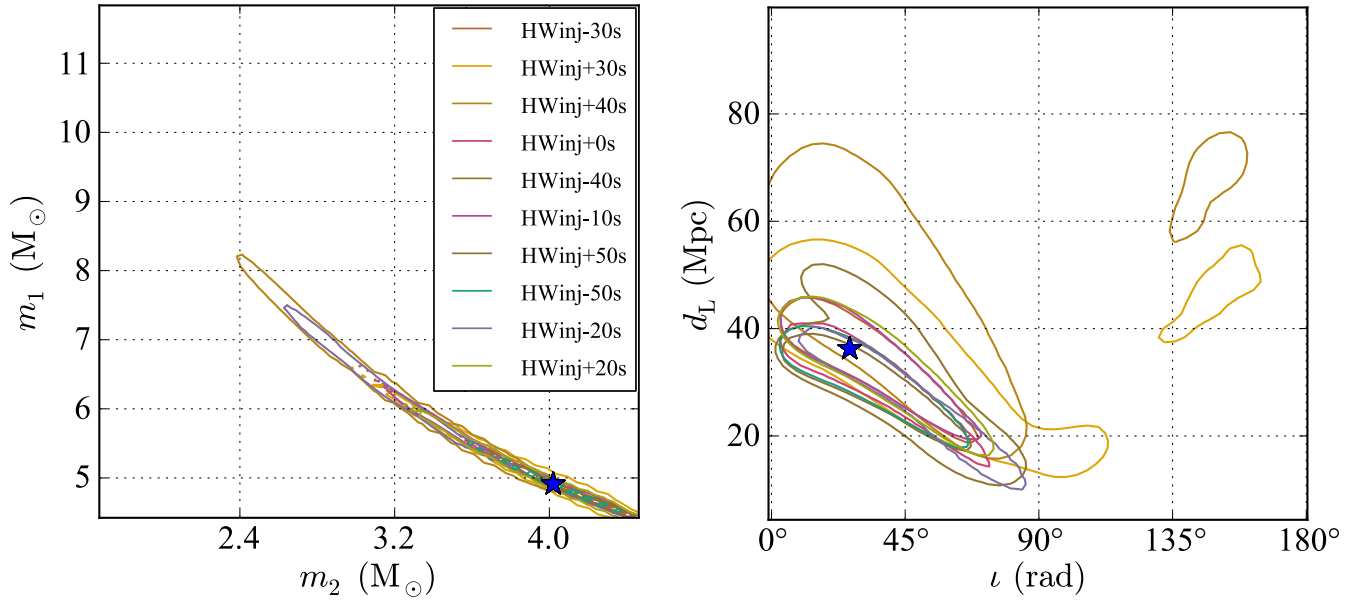 11
10
9
8
7
6
5
m₁ (M⊙)
2.4 3.2 4.0
m₂ (M⊙)
HWinj-30s
HWinj+30s
HWinj+40s
HWinj+0s
HWinj-40s
HWinj-10s
HWinj+50s
HWinj-50s
HWinj-20s
HWinj+20s
80
60
40
20
d_L (Mpc)
0° 45° 90° 135° 180°
ι (rad)